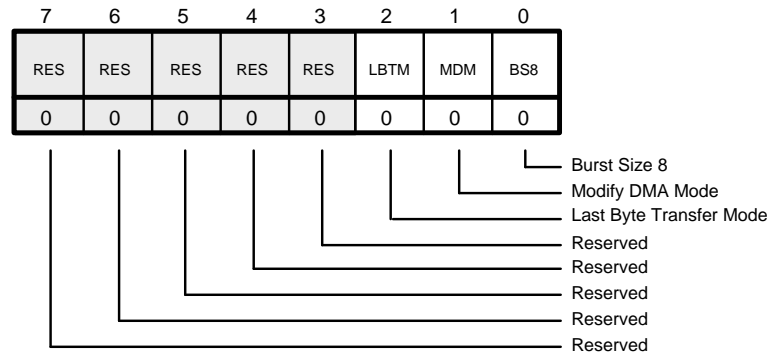 7 6 5 4 3 2 1 0
RES RES RES RES RES LBTM MDM BS8
0 0 0 0 0 0 0 0
Burst Size 8
Modify DMA Mode
Last Byte Transfer Mode
Reserved
Reserved
Reserved
Reserved
Reserved